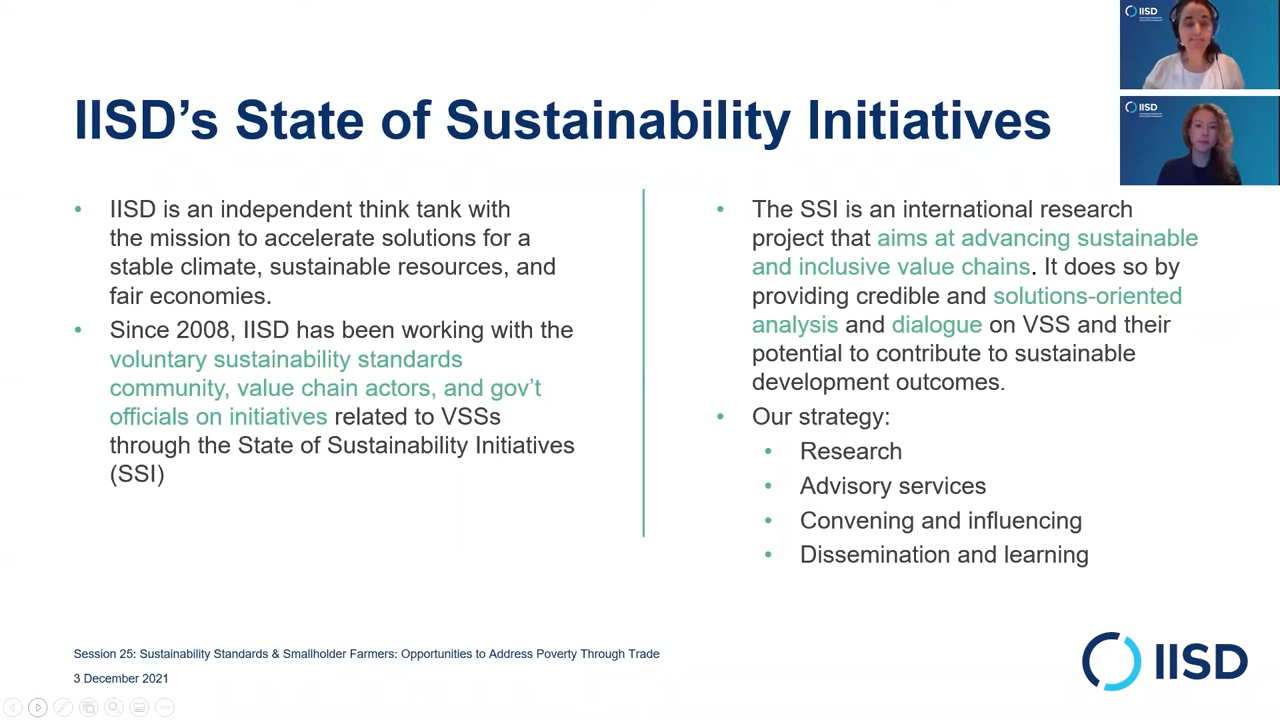 IISD's State of Sustainability Initiatives
• IISD is an independent think tank with
the mission to accelerate solutions for a
stable climate, sustainable resources, and
fair economies.
• Since 2008, IISD has been working with the
voluntary sustainability standards
community, value chain actors, and gov't
officials on initiatives related to VSSs
through the State of Sustainability Initiatives
(SSI)
• The SSI is an international research
project that aims at advancing sustainable
and inclusive value chains. It does so by
providing credible and solutions-oriented
analysis and dialogue on VSS and their
potential to contribute to sustainable
development outcomes.
• Our strategy:
• Research
• Advisory services
• Convening and influencing
• Dissemination and learning
Session 25: Sustainability Standards & Smallholder Farmers: Opportunities to Address Poverty Through Trade
3 December 2021
IISD
IISD
IISD